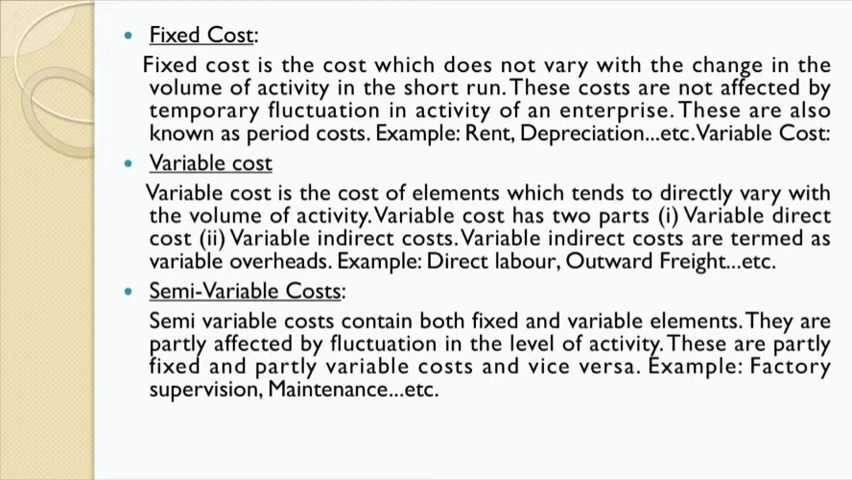 Fixed Cost:
Fixed cost is the cost which does not vary with the change in the
volume of activity in the short run. These costs are not affected by
temporary fluctuation in activity of an enterprise. These are also
known as period costs. Example: Rent, Depreciation...etc. Variable Cost:
Variable cost
Variable cost is the cost of elements which tends to directly vary with
the volume of activity. Variable cost has two parts (i) Variable direct
cost (ii) Variable indirect costs. Variable indirect costs are termed as
variable overheads. Example: Direct labour, Outward Freight...etc.
Semi-Variable Costs:
Semi variable costs contain both fixed and variable elements. They are
partly affected by fluctuation in the level of activity. These are partly
fixed and partly variable costs and vice versa. Example: Factory
supervision, Maintenance...etc.